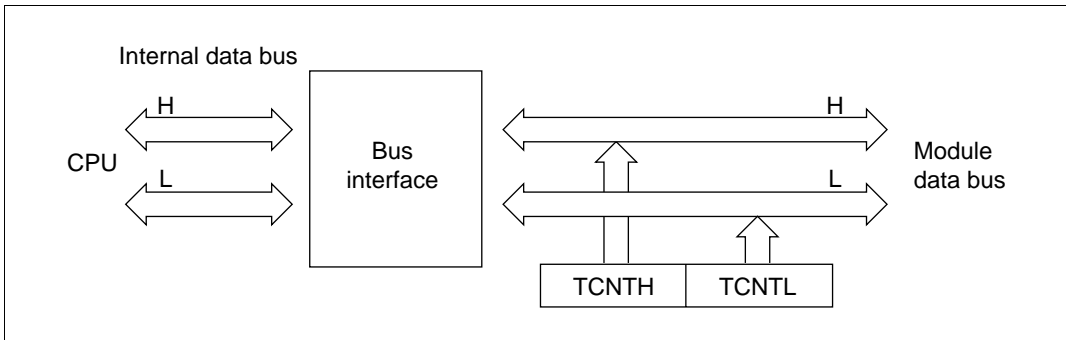 Internal data bus
H
H
CPU
Bus
interface
Module
data bus
L
L
TCNTH
TCNTL